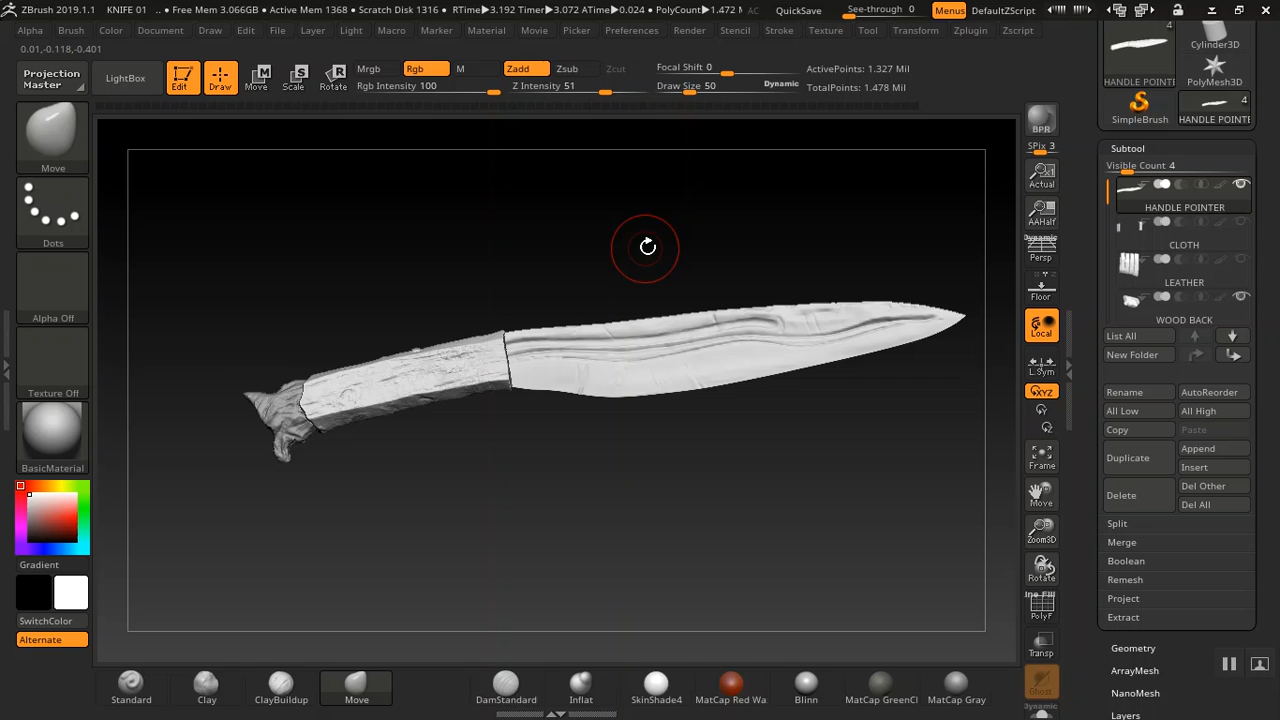 ZBrush 2019.1.1 KNIFE 01 • Free Mem 3.066GB • Active Mem 1368 • Scratch Disk 1316 • RTime►3.192 Timer►3.072 ATime►0.024 • PolyCount►1.472 M QuickSave See-through 0 Menus DefaultZScript
Alpha Brush Color Document Draw Edit File Layer Light Macro Marker Material Movie Picker Preferences Render Stencil Stroke Texture Tool Transform Zplugin Zscript
0.01,-0.118,-0.401
Projection Master
LightBox
Edit
Draw
Move
Scale
Rotate
Mrgb Rgb M Zadd Zsub Zcut
Rgb Intensity 100 Z Intensity 51
Focal Shift 0
Draw Size 50 Dynamic
ActivePoints: 1.327 Mil
TotalPoints: 1.478 Mil
Move
Dots
Alpha Off
Texture Off
BasicMaterial
Gradient
SwitchColor
Alternate
BPR
SPix 3
Actual
AAHalf
Dynamic
Persp
Floor
Local
L.Sym
XYZ
Frame
Move
Zoom3D
Rotate
Line Fill
PolyF
Transp
Ghost
Dynamic
HANDLE POINTER
Cylinder3D
PolyMesh3D
SimpleBrush
4
HANDLE POINTE
Subtool
Visible Count 4
HANDLE POINTER
CLOTH
LEATHER
WOOD BACK
List All
New Folder
Rename AutoReorder
All Low All High
Copy Paste
Duplicate Append
Insert
Delete Del Other
Del All
Split
Merge
Boolean
Remesh
Project
Extract
Geometry
ArrayMesh
NanoMesh
Layers
Standard Clay ClayBuildup Move DamStandard Inflat SkinShade4 MatCap Red Wa Blinn MatCap GreenCl MatCap Gray